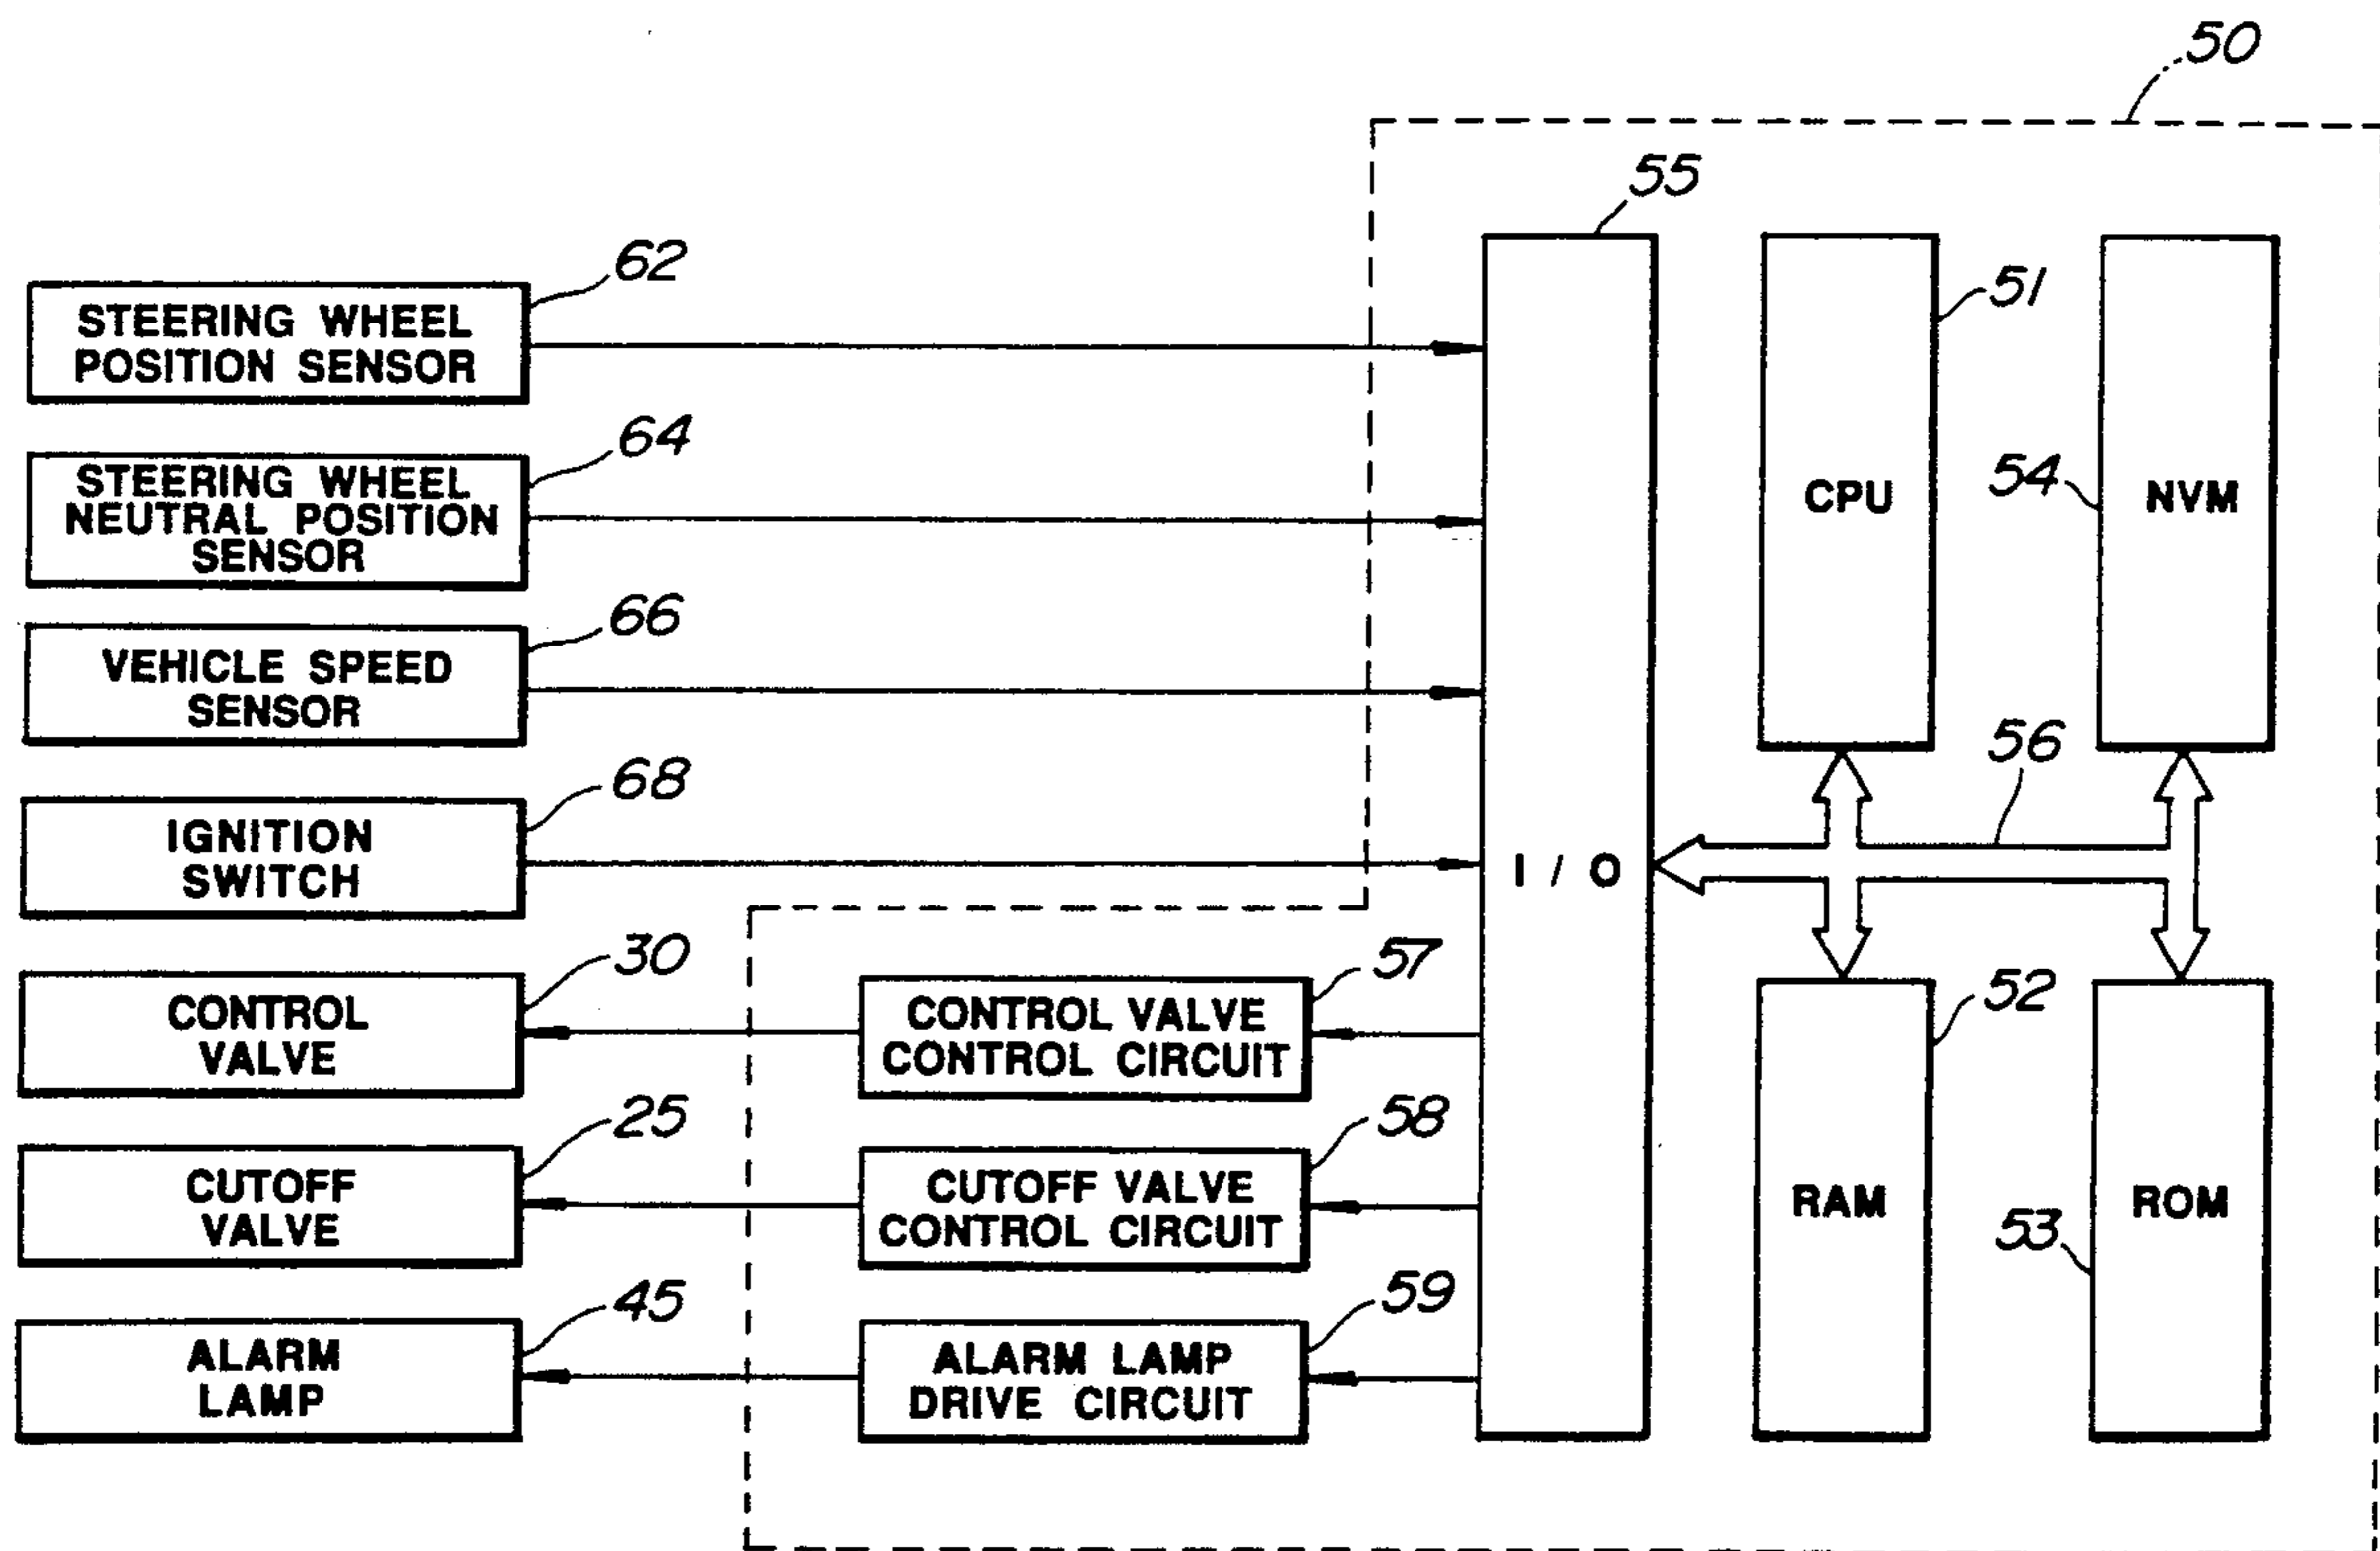 50
55
62
STEERING WHEEL
POSITION SENSOR
51
64
STEERING WHEEL
NEUTRAL POSITION
SENSOR
54
CPU
NVM
66
VEHICLE SPEED
SENSOR
56
68
IGNITION
SWITCH
I / O
30
CONTROL
VALVE
57
CONTROL VALVE
CONTROL CIRCUIT
52
25
CUTOFF
VALVE
58
CUTOFF VALVE
CONTROL CIRCUIT
RAM
ROM
53
45
ALARM
LAMP
59
ALARM LAMP
DRIVE CIRCUIT